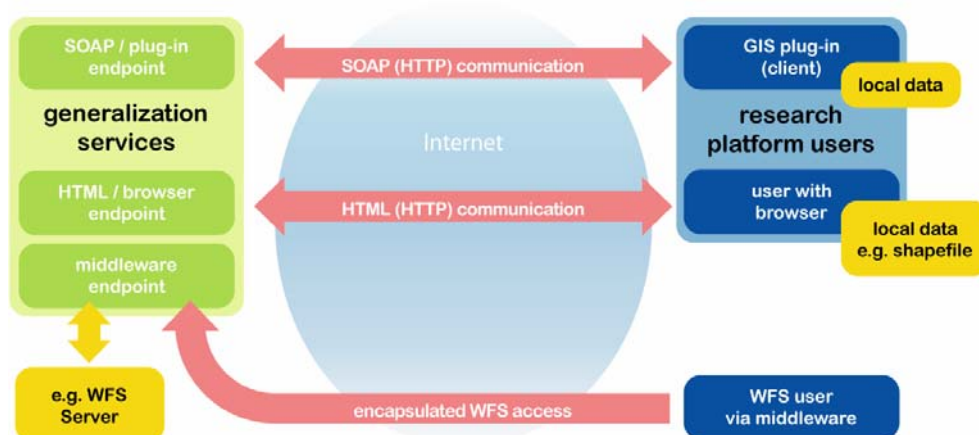 SOAP / plug-in
endpoint
generalization
services
HTML / browser
endpoint
middleware
endpoint
e.g. WFS
Server
SOAP (HTTP) communication
Internet
HTML (HTTP) communication
encapsulated WFS access
GIS plug-in
(client)
local data
research
platform users
user with
browser
local data
e.g. shapefile
WFS user
via middleware